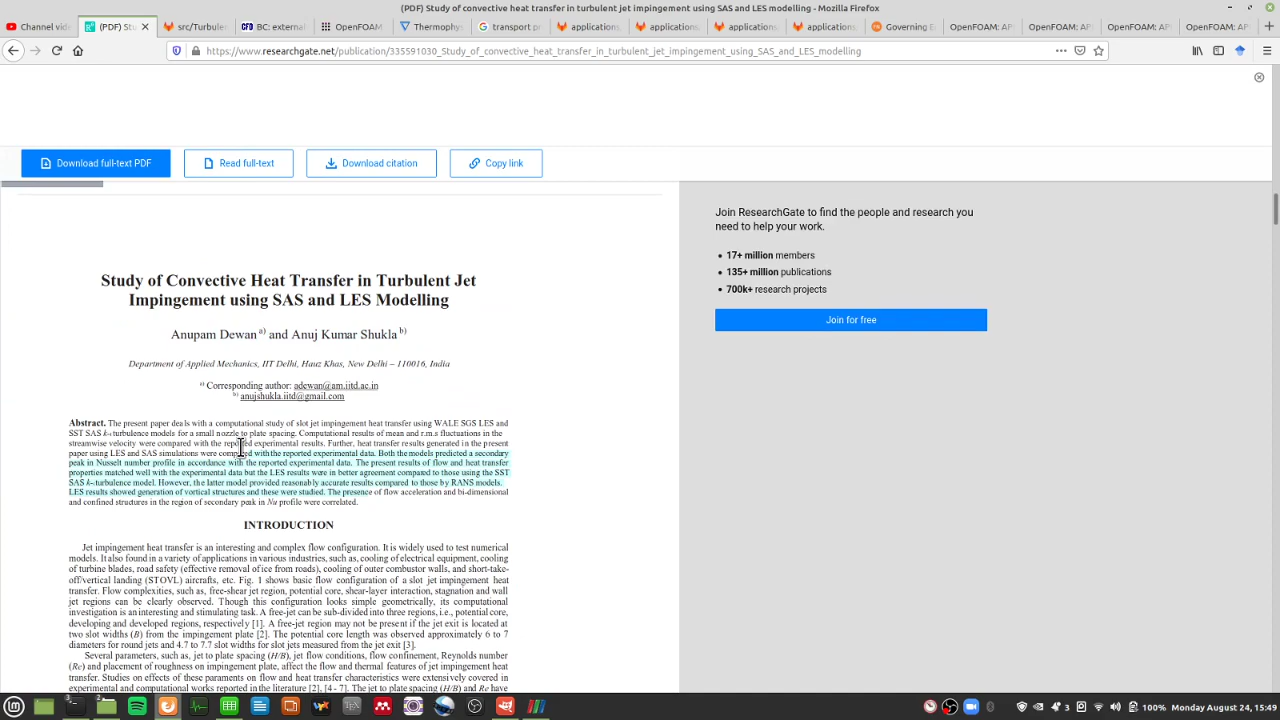 (PDF) Study of convective heat transfer in turbulent jet impingement using SAS and LES modelling - Mozilla Firefox
Channel vide
(PDF) Stu
src/Turbule
BC: external
OpenFOAM
Thermophy
transport pr
applications
applications
applications
applications
Governing E
OpenFOAM: AP
OpenFOAM: AP
OpenFOAM: AP
https://www.researchgate.net/publication/335591030_Study_of_convective_heat_transfer_in_turbulent_jet_impingement_using_SAS_and_LES_modelling
Download full-text PDF
Read full-text
Download citation
Copy link
Study of Convective Heat Transfer in Turbulent Jet
Impingement using SAS and LES Modelling
Anupam Dewan a) and Anuj Kumar Shukla b)
Department of Applied Mechanics, IIT Delhi, Hauz Khas, New Delhi – 110016, India
a) Corresponding author: adewan@am.iitd.ac.in
b) anujshukla.iitd@gmail.com
Abstract. The present paper deals with a computational study of slot jet impingement heat transfer using WALE SGS LES and
SST SAS k- turbulence models for a small nozzle to plate spacing. Computational results of mean and r.m.s fluctuations in the
streamwise velocity were compared with the reported experimental results. Further, heat transfer results generated in the present
paper using LES and SAS simulations were compared with the reported experimental data. Both the models predicted a secondary
peak in Nusselt number profile in accordance with the reported experimental data. The present results of flow and heat transfer
properties matched well with the experimental data but the LES results were in better agreement compared to those using the SST
SAS k- turbulence model. However, the latter model provided reasonably accurate results compared to those by RANS models.
LES results showed generation of vortical structures and these were studied. The presence of flow acceleration and bi-dimensional
and confined structures in the region of secondary peak in Nu profile were correlated.
INTRODUCTION
Jet impingement heat transfer is an interesting and complex flow configuration. It is widely used to test numerical
models. It also found in a variety of applications in various industries, such as, cooling of electrical equipment, cooling
of turbine blades, road safety (effective removal of ice from roads), cooling of outer combustor walls, and short-take-
off/vertical landing (STOVL) aircrafts, etc. Fig. 1 shows basic flow configuration of a slot jet impingement heat
transfer. Flow complexities, such as, free-shear jet region, potential core, shear-layer interaction, stagnation and wall
jet regions can be clearly observed. Though this configuration looks simple geometrically, its computational
investigation is an interesting and stimulating task. A free-jet can be sub-divided into three regions, i.e., potential core,
developing and developed regions, respectively [1]. A free-jet region may not be present if the jet exit is located at
two slot widths (B) from the impingement plate [2]. The potential core length was observed approximately 6 to 7
diameters for round jets and 4.7 to 7.7 slot widths for slot jets measured from the jet exit [3].
Several parameters, such as, jet to plate spacing (H/B), jet flow conditions, flow confinement, Reynolds number
(Re) and placement of roughness on impingement plate, affect the flow and thermal features of jet impingement heat
transfer. Studies on effects of these paraments on flow and heat transfer characteristics were extensively covered in
experimental and computational works reported in the literature [2], [4 - 7]. The jet to plate spacing (H/B) and Re have
Join ResearchGate to find the people and research you
need to help your work.
• 17+ million members
• 135+ million publications
• 700k+ research projects
Join for free
3
100%
Monday August 24, 15:49